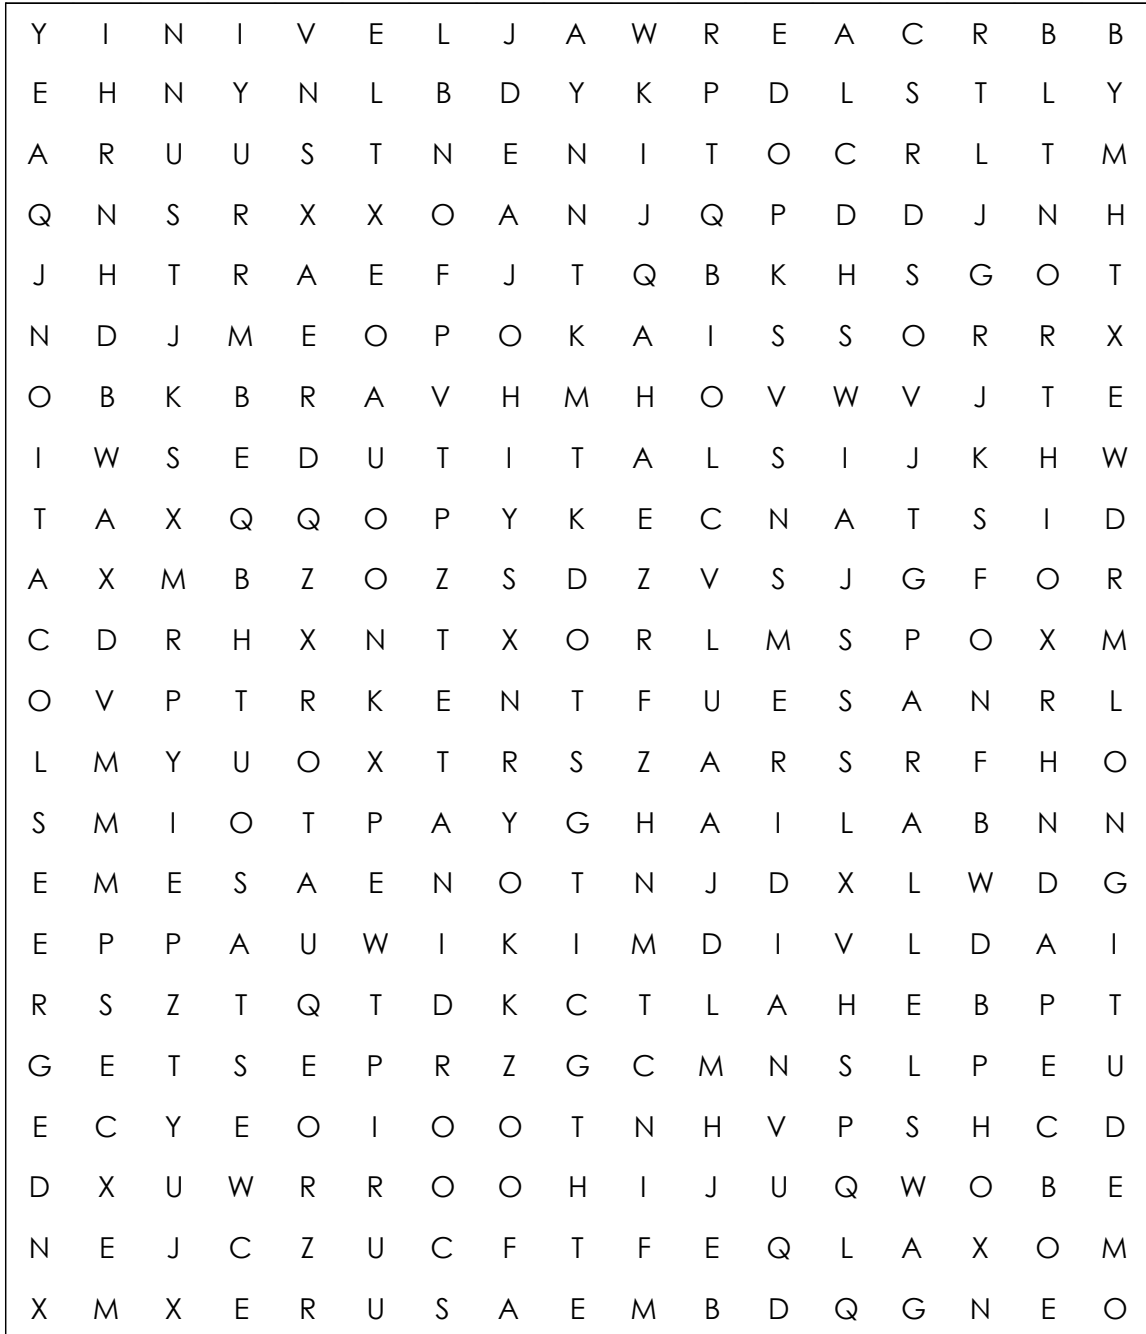 Y I N I V E L J A W R E A C R B B
E H N Y N L B D Y K P D L S T L Y
A R U U S T N E N I T O C R L T M
Q N S R X X O A N J Q P D D J N H
J H T R A E F J T Q B K H S G O T
N D J M E O P O K A I S S O R R X
O B K B R A V H M H O V W V J T E
I W S E D U T I T A L S I J K H W
T A X Q Q O P Y K E C N A T S I D
A X M B Z O Z S D Z V S J G F O R
C D R H X N T X O R L M S P O X M
O V P T R K E N T F U E S A N R L
L M Y U O X T R S Z A R S R F H O
S M I O T P A Y G H A I L A B N N
E M E S A E N O T N J D X L W D G
E P P A U W I K I M D I V L D A I
R S Z T Q T D K C T L A H E B P T
G E T S E P R Z G C M N S L P E U
E C Y E O I O O T N H V P S H C D
D X U W R R O O H I J U Q W O B E
N E J C Z U C F T F E Q L A X O M
X M X E R U S A E M B D Q G N E O